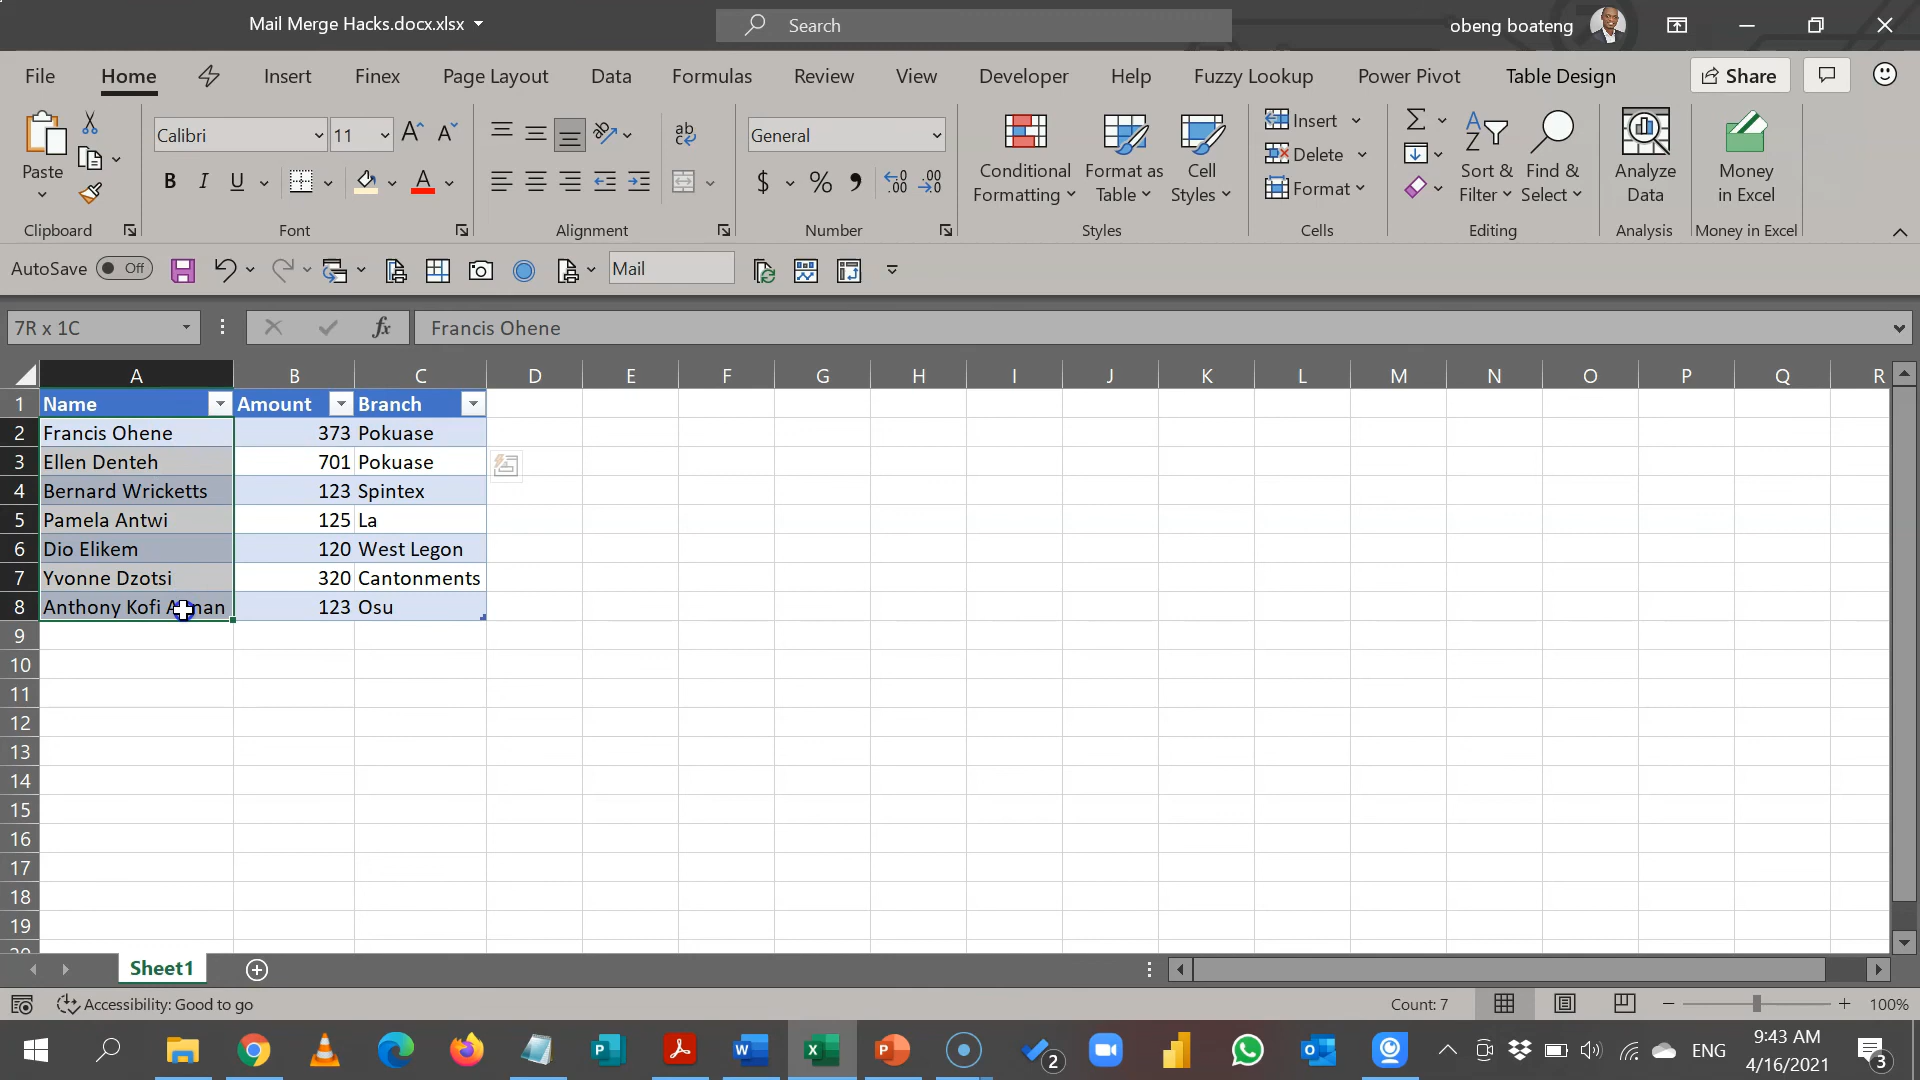 Mail Merge Hacks.docx.xlsx
Search
obeng boateng
File Home Insert Finex Page Layout Data Formulas Review View Developer Help Fuzzy Lookup Power Pivot Table Design Share
Paste
Clipboard
Calibri 11
B I U
Font
ab
Alignment
General
$ % 9 .00 .00
Number
Conditional Formatting
Format as Table
Cell Styles
Styles
Insert
Delete
Format
Cells
Sort & Filter
Find & Select
Editing
Analyze Data
Analysis
Money in Excel
Money in Excel
AutoSave Off
Mail
7R x 1C
fx
Francis Ohene
A B C D E F G H I J K L M N O P Q R
1 Name Amount Branch
2 Francis Ohene 373 Pokuase
3 Ellen Denteh 701 Pokuase
4 Bernard Wricketts 123 Spintex
5 Pamela Antwi 125 La
6 Dio Elikem 120 West Legon
7 Yvonne Dzotsi 320 Cantonments
8 Anthony Kofi 123 Osu
9
10
11
12
13
14
15
16
17
18
19
Sheet1
Accessibility: Good to go
Count: 7
100%
2
ENG
9:43 AM
4/16/2021
3